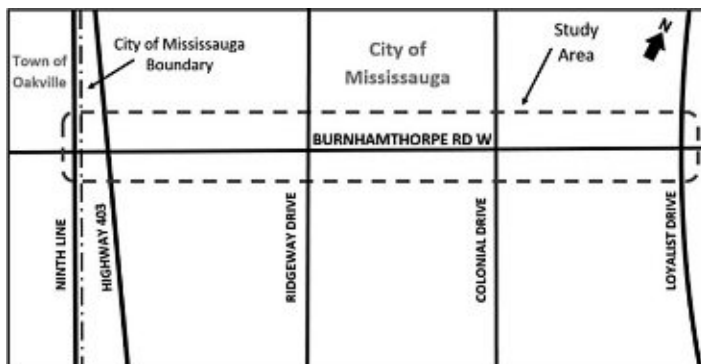 Town of
Oakville
City of Mississauga
Boundary
City of
Mississauga
Study
Area
N
BURNHAMTHORPE RD W
NINTH LINE
HIGHWAY 403
RIDGEWAY DRIVE
COLONIAL DRIVE
LOYALIST DRIVE